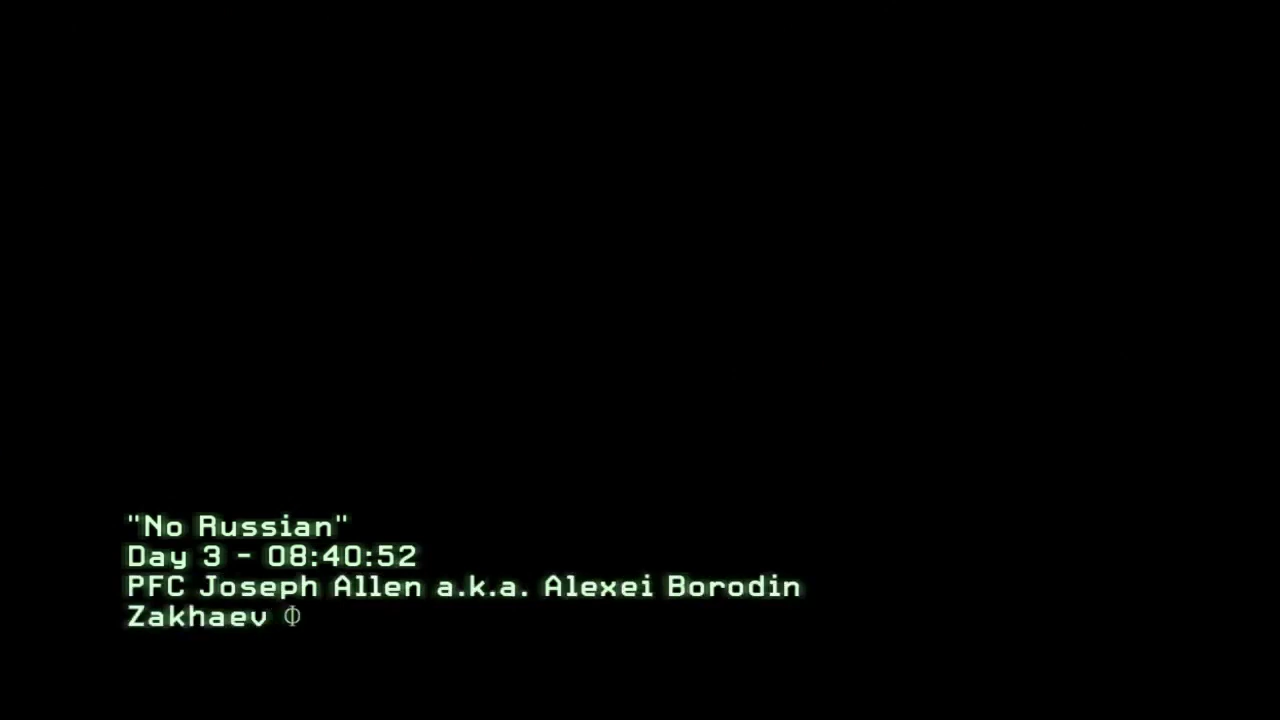 "No Russian"
Day 3 - 08:40:52
PFC Joseph Allen a.k.a. Alexei Borodin
Zakhaev Φ